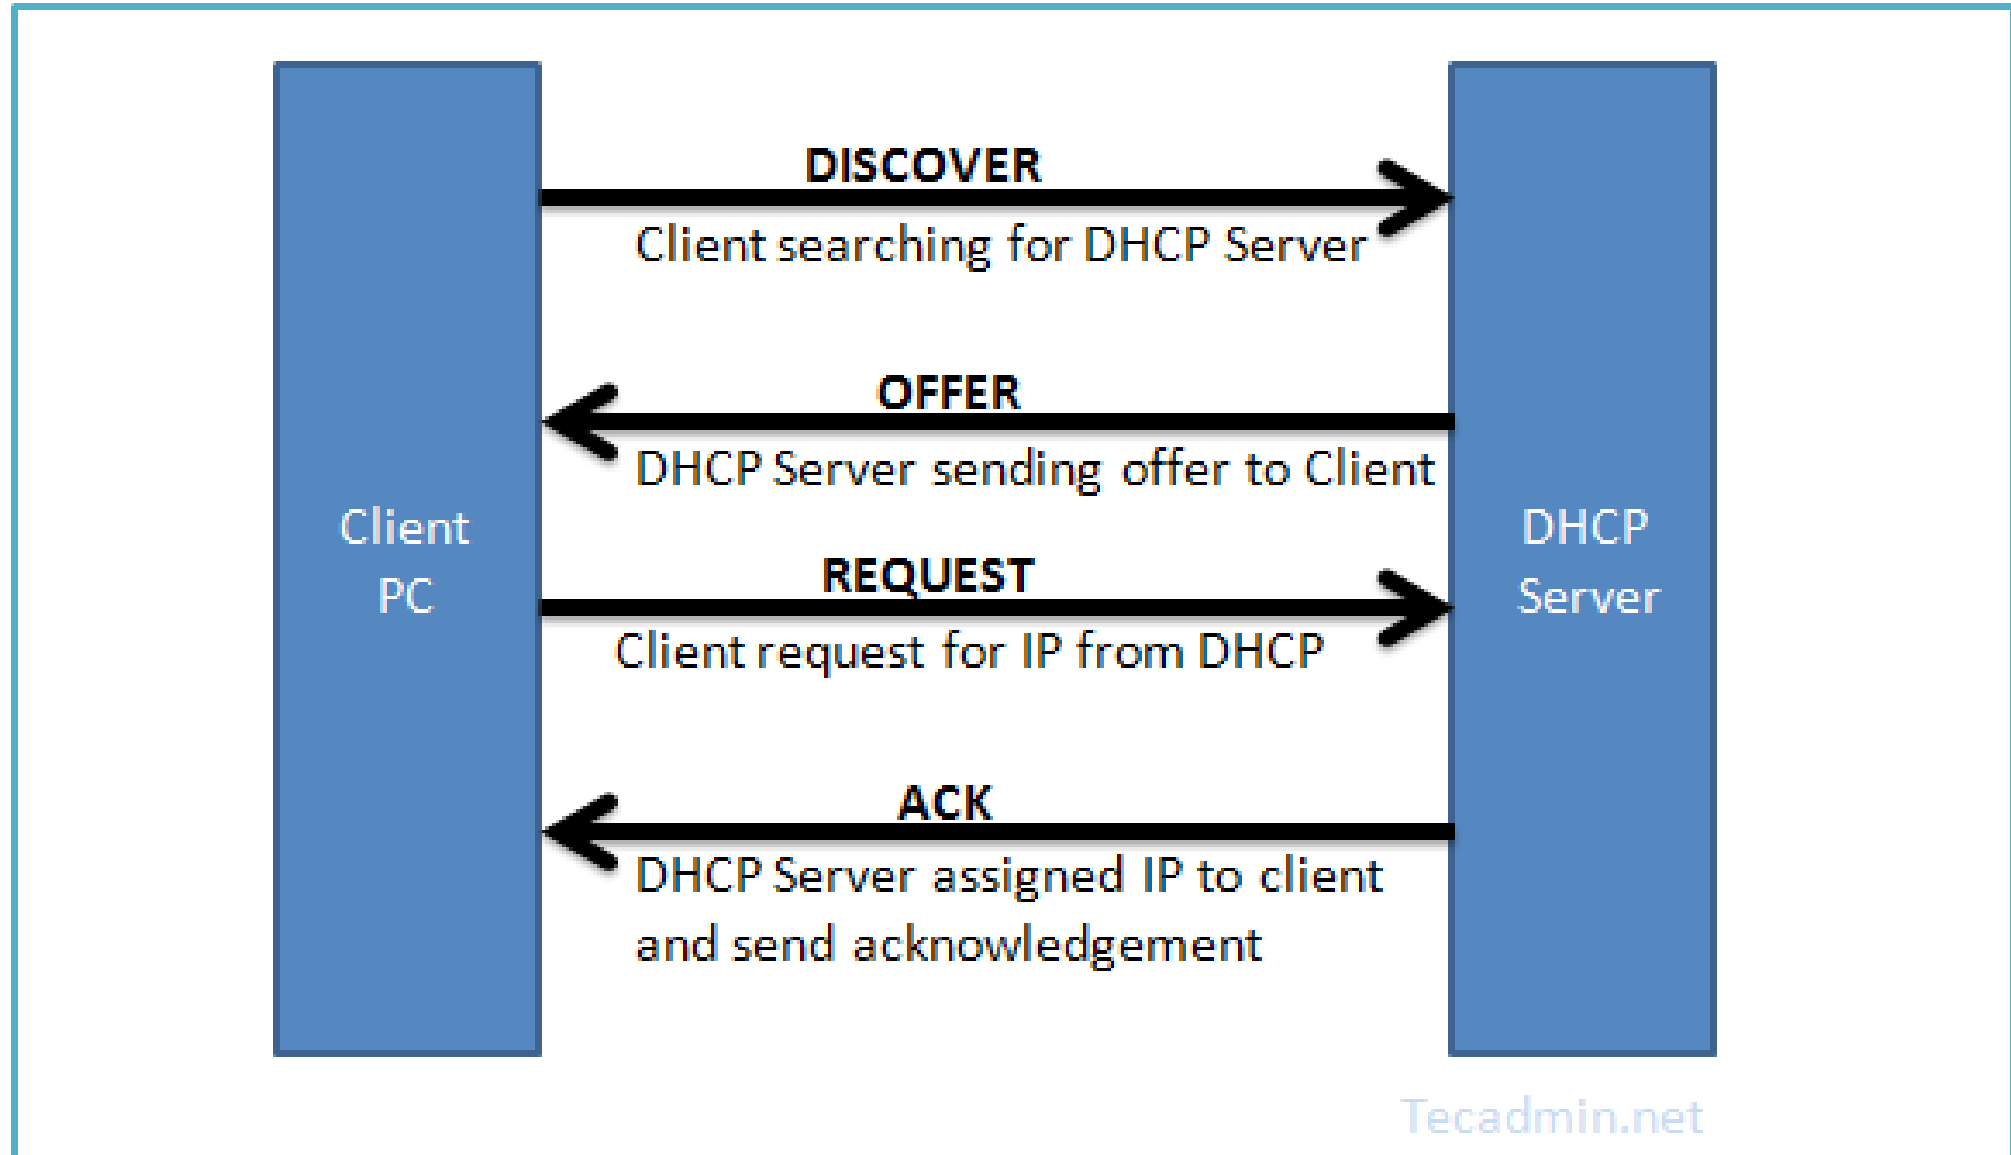 DISCOVER
Client searching for DHCP Server
OFFER
DHCP Server sending offer to Client
Client
PC
DHCP
Server
REQUEST
Client request for IP from DHCP
ACK
DHCP Server assigned IP to client
and send acknowledgement
Tecadmin.net